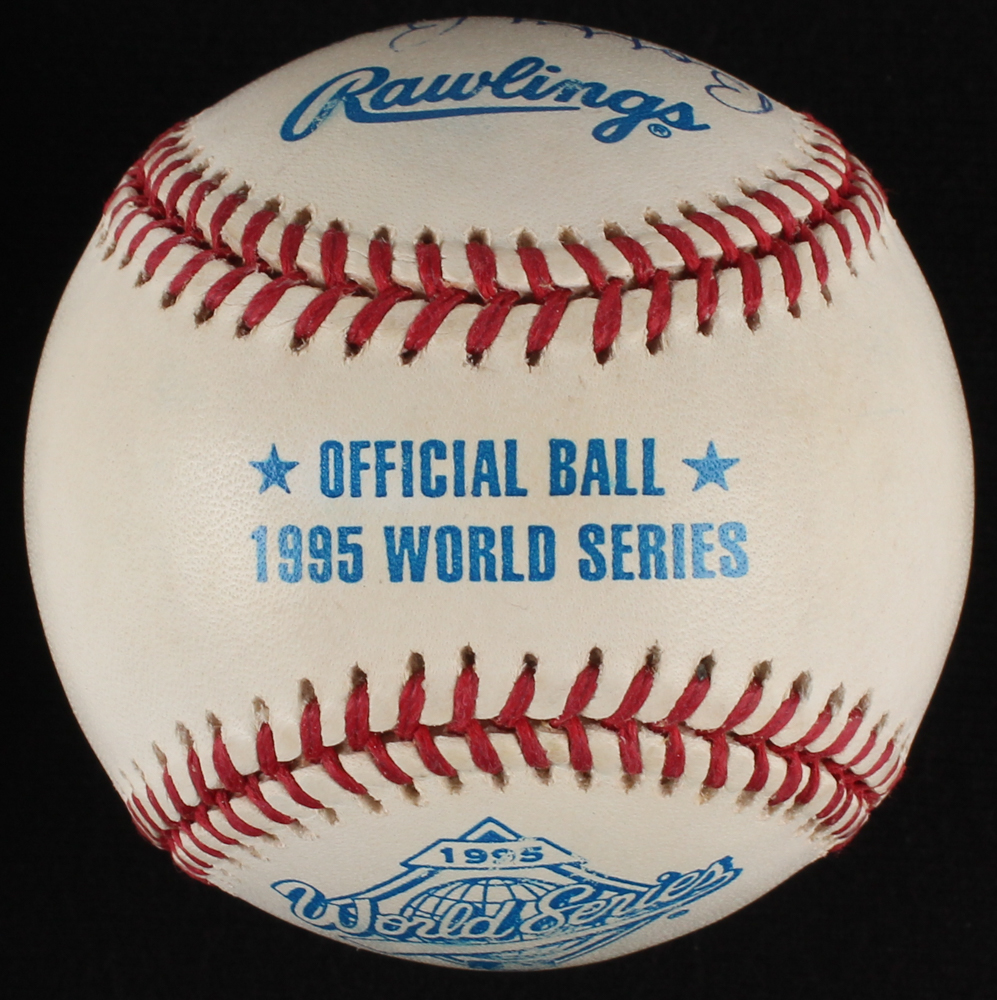 Rawlings®
★ OFFICIAL BALL ★
1995 WORLD SERIES
1995
World Series